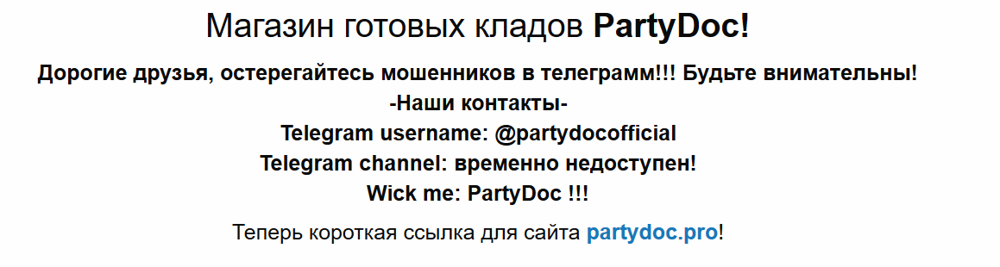 Магазин готовых кладов PartyDoc!
Дорогие друзья, остерегайтесь мошенников в телеграмм!!! Будьте внимательны!
-Наши контакты-
Telegram username: @partydocofficial
Telegram channel: временно недоступен!
Wick me: PartyDoc !!!
Теперь короткая ссылка для сайта partydoc.pro!